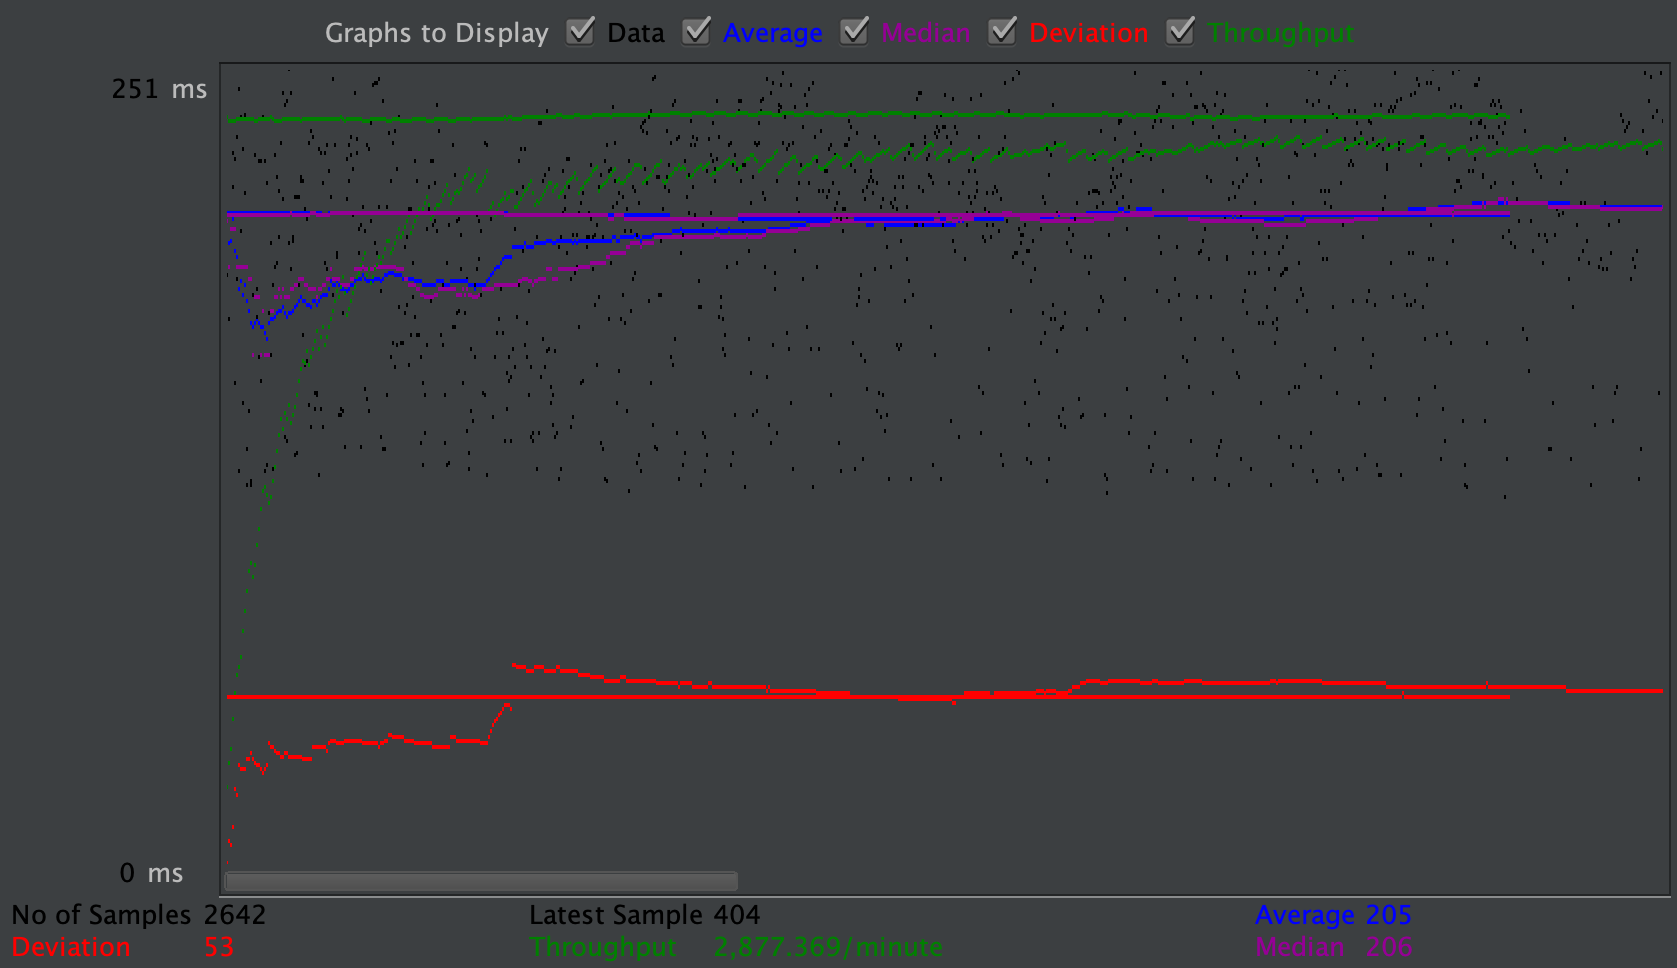 Graphs to Display Data Average Median Deviation Throughput
251 ms
0 ms
No of Samples 2642 Latest Sample 404 Average 205
Deviation 53 Throughput 2,877.369/minute Median 206